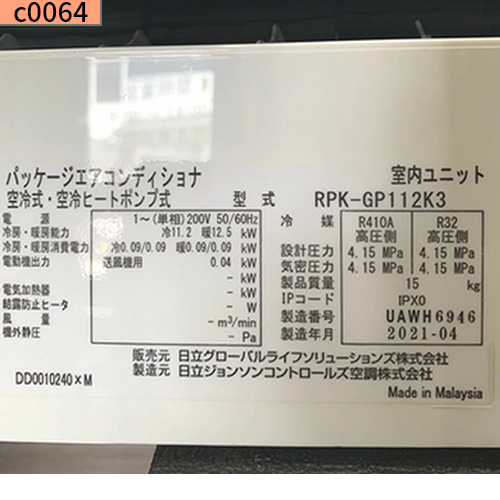 c0064
パッケージエアコンディショナ 室内ユニット
空冷式・空冷ヒートポンプ式 型式 RPK-GP112K3
電源 1〜(単相)200V 50/60Hz
冷房・暖房能力 冷11.2 暖12.5 kW
冷房・暖房消費電力 冷0.09/0.09 暖0.09/0.09 kW
電動機出力 送風機用 0.04 kW
- kW
電気加熱器 - kW
結露防止ヒータ - W
風量 - m³/min
機外静圧 - Pa
冷媒 R410A R32
高圧側 高圧側
設計圧力 4.15 MPa 4.15 MPa
気密圧力 4.15 MPa 4.15 MPa
製品質量 15 kg
IPコード IPX0
製造番号 UAWH6946
製造年月 2021-04
販売元 日立グローバルライフソリューションズ株式会社
製造元 日立ジョンソンコントロールズ空調株式会社
DD0010240×M
Made in Malaysia